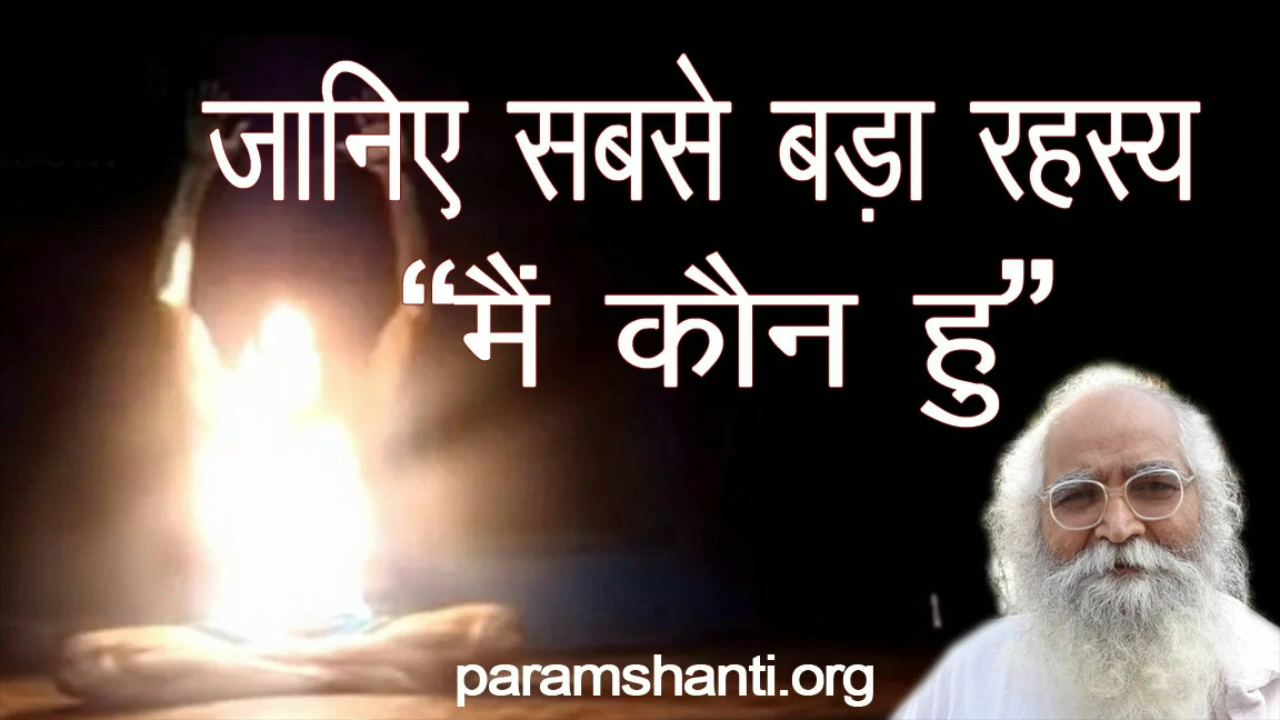 जानिए सबसे बड़ा रहस्य
“मैं कौन हु”
paramshanti.org